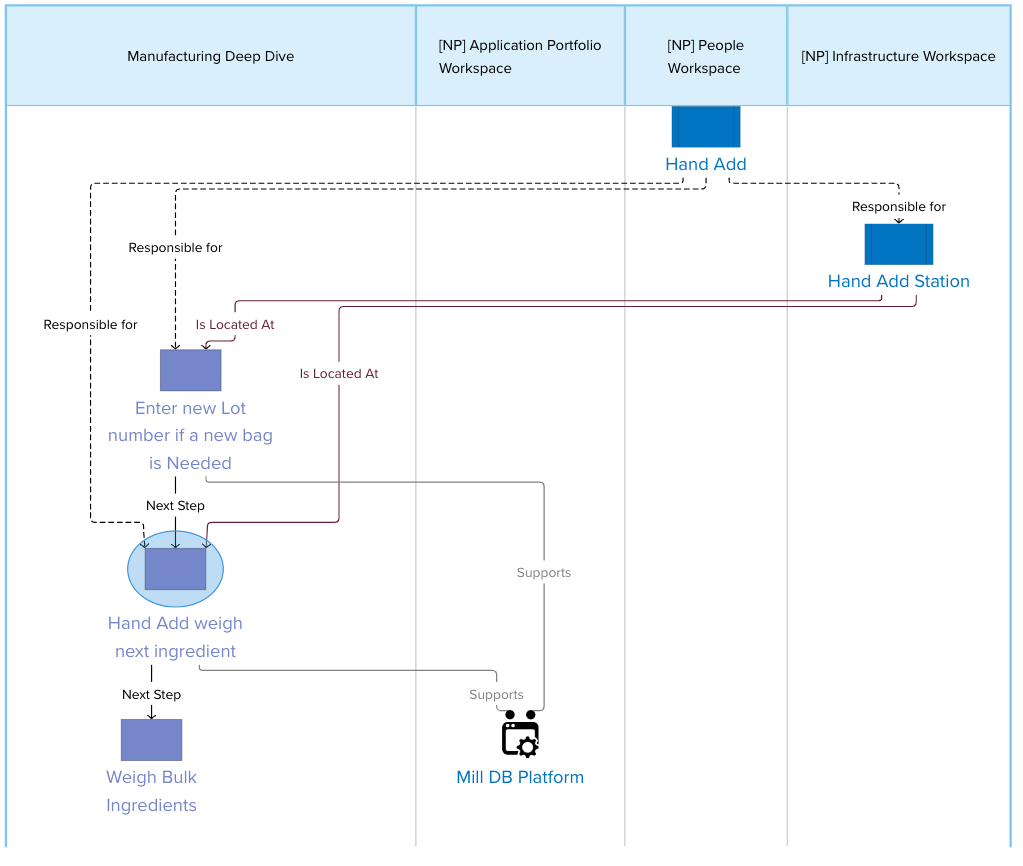 Manufacturing Deep Dive
[NP] Application Portfolio
Workspace
[NP] People
Workspace
[NP] Infrastructure Workspace
Hand Add
Responsible for
Responsible for
Hand Add Station
Responsible for
Is Located At
Is Located At
Enter new Lot
number if a new bag
is Needed
Next Step
Supports
Hand Add weigh
next ingredient
Next Step
Supports
Weigh Bulk
Ingredients
Mill DB Platform